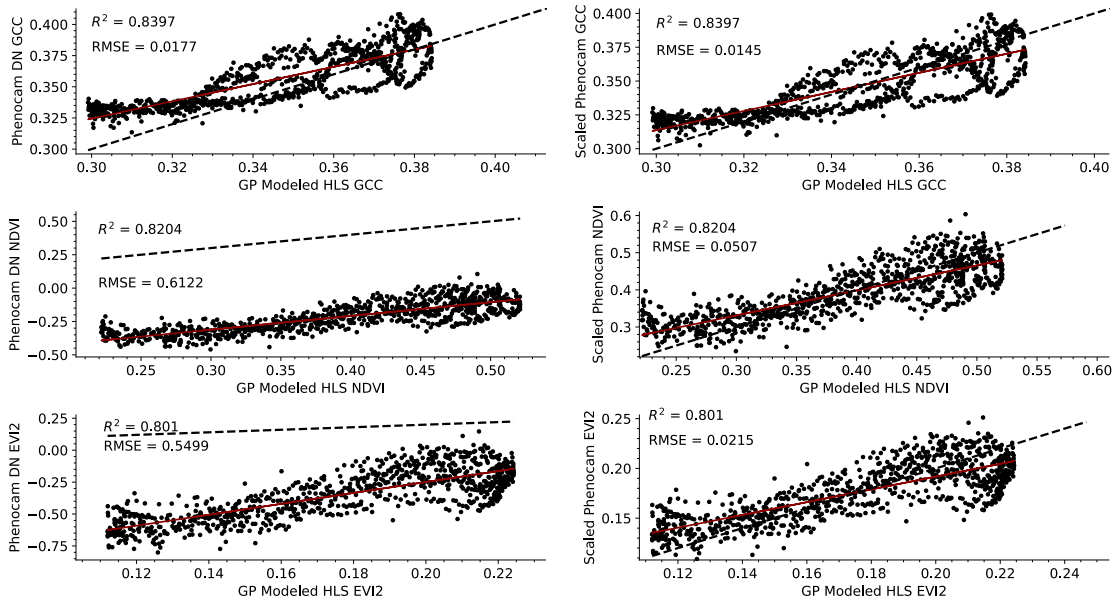 R² = 0.8397
RMSE = 0.0177
Phenocam DN GCC
0.400
0.375
0.350
0.325
0.300
0.30 0.32 0.34 0.36 0.38 0.40
GP Modeled HLS GCC
R² = 0.8397
RMSE = 0.0145
Scaled Phenocam GCC
0.400
0.375
0.350
0.325
0.300
0.30 0.32 0.34 0.36 0.38 0.40
GP Modeled HLS GCC
R² = 0.8204
RMSE = 0.6122
Phenocam DN NDVI
0.50
0.25
0.00
−0.25
−0.50
0.25 0.30 0.35 0.40 0.45 0.50
GP Modeled HLS NDVI
R² = 0.8204
RMSE = 0.0507
Scaled Phenocam NDVI
0.6
0.5
0.4
0.3
0.25 0.30 0.35 0.40 0.45 0.50 0.55 0.60
GP Modeled HLS NDVI
R² = 0.801
RMSE = 0.5499
Phenocam DN EVI2
0.25
0.00
−0.25
−0.50
−0.75
0.12 0.14 0.16 0.18 0.20 0.22
GP Modeled HLS EVI2
R² = 0.801
RMSE = 0.0215
Scaled Phenocam EVI2
0.25
0.20
0.15
0.12 0.14 0.16 0.18 0.20 0.22 0.24
GP Modeled HLS EVI2